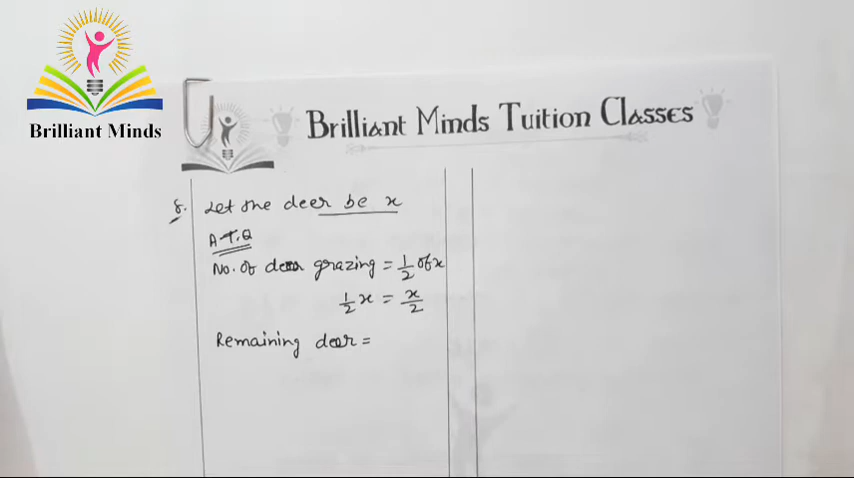 Brilliant Minds
Brilliant Minds Tuition Classes
8. Let the deer be x
A.T.Q
No. of deer grazing = 1/2 of x
1/2 x = x/2
Remaining deer =